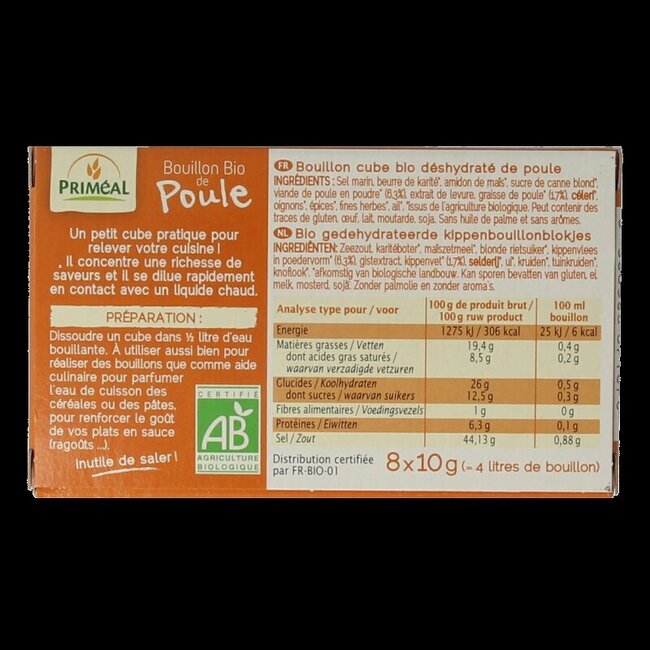 PRIMÉAL
Bouillon Bio
de
Poule
Un petit cube pratique pour
relever votre cuisine !
Il concentre une richesse de
saveurs et il se dilue rapidement
en contact avec un liquide chaud.
PRÉPARATION :
Dissoudre un cube dans ½ litre d'eau
bouillante. À utiliser aussi bien pour
réaliser des bouillons que comme aide
culinaire pour parfumer
l'eau de cuisson des
céréales ou des pâtes,
pour renforcer le goût
de vos plats en sauce
(ragoûts ...).
Inutile de saler !
CERTIFIÉ
AB
AGRICULTURE
BIOLOGIQUE
FR Bouillon cube bio déshydraté de poule
INGRÉDIENTS : Sel marin, beurre de karité*, amidon de maïs*, sucre de canne blond*,
viande de poule en poudre* (6,3%), extrait de levure, graisse de poule* (1,7%), céleri*,
oignons*, épices*, fines herbes*, ail*. *issus de l'agriculture biologique. Peut contenir des
traces de gluten, œuf, lait, moutarde, soja. Sans huile de palme et sans arômes.
NL Bio gedehydrateerde kippenbouillonblokjes
INGREDIËNTEN: Zeezout, karitéboter*, maïszetmeel*, blonde rietsuiker*, kippenvlees
in poedervorm* (6,3%), gistextract, kippenvet* (1,7%), selderij*, ui*, kruiden*, tuinkruiden*,
knoflook*. *afkomstig van biologische landbouw. Kan sporen bevatten van gluten, ei,
melk, mosterd, soja. Zonder palmolie en zonder aroma's.
Analyse type pour / voor 100 g de produit brut / 100 ml
100 g ruw product bouillon
Energie 1275 kJ / 306 kcal 25 kJ / 6 kcal
Matières grasses / Vetten 19,4 g 0,4 g
dont acides gras saturés / 8,5 g 0,2 g
waarvan verzadigde vetzuren
Glucides / Koolhydraten 26 g 0,5 g
dont sucres / waarvan suikers 12,5 g 0,3 g
Fibres alimentaires / Voedingsvezels 1 g 0 g
Protéines / Eiwitten 6,3 g 0,1 g
Sel / Zout 44,13 g 0,88 g
Distribution certifiée
par FR-BIO-01
8 x 10 g (= 4 litres de bouillon)